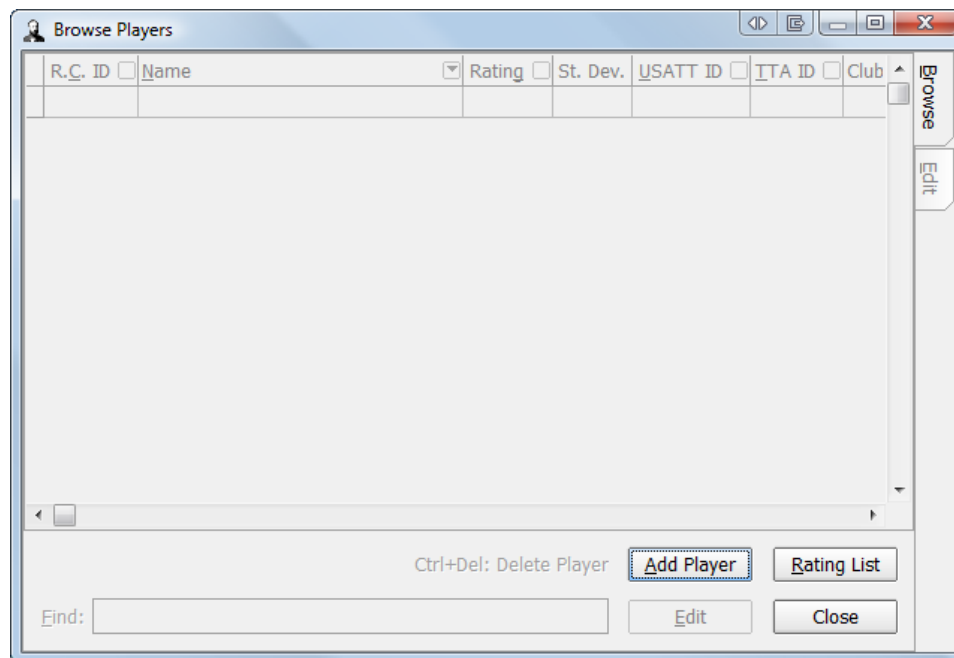 Browse Players
R.C. ID Name Rating St. Dev. USATT ID TTA ID Club
Browse
Edit
Ctrl+Del: Delete Player Add Player Rating List
Find: Edit Close